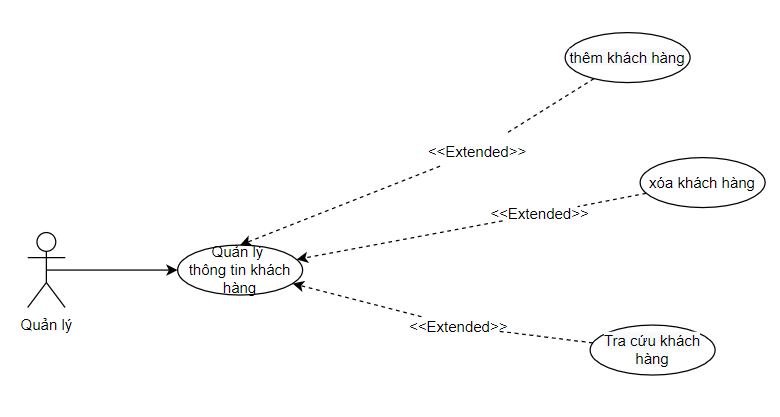 thêm khách hàng
<<Extended>>
xóa khách hàng
<<Extended>>
Quản lý
thông tin khách
hàng
Quản lý
<<Extended>>
Tra cứu khách
hàng